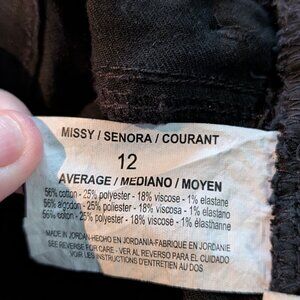 MISSY / SENORA / COURANT
12
AVERAGE / MEDIANO / MOYEN
56% cotton - 25% polyester - 18% viscose - 1% elastane
56% algodon - 25% poliester - 18% viscosa - 1% elastano
56% coton - 25% polyester - 18% viscose - 1% élasthanne
MADE IN JORDAN-HECHO EN JORDANIA-FABRIQUE EN JORDANIE
SEE REVERSE FOR CARE - VER AL REVERSO PARA EL CUIDADO
VOIR LES INSTRUCTIONS D'ENTRETIEN AU DOS